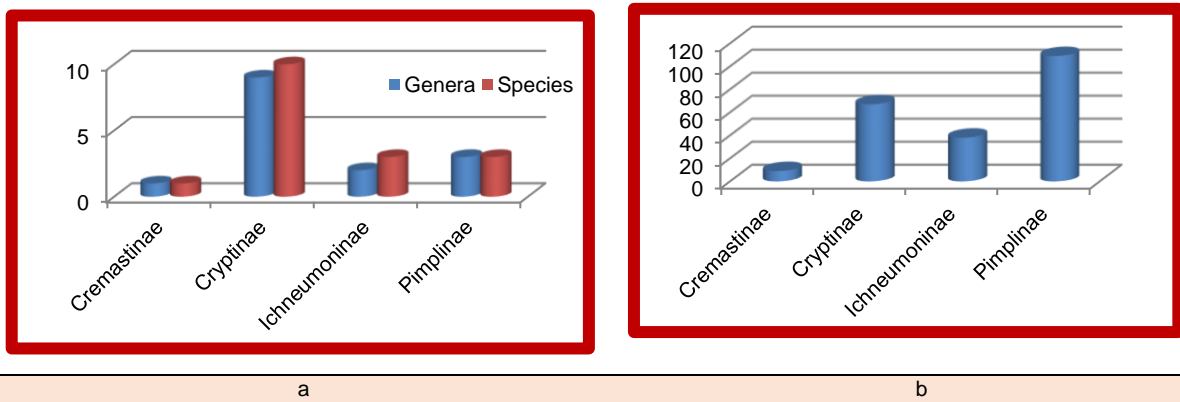 10
5
0
Genera Species
Cremastinae
Cryptinae
Ichneumoninae
Pimplinae
a
120
100
80
60
40
20
0
Cremastinae
Cryptinae
Ichneumoninae
Pimplinae
b